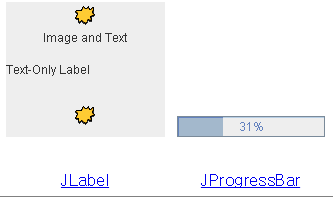 Image and Text
Text-Only Label
31%
JLabel
JProgressBar